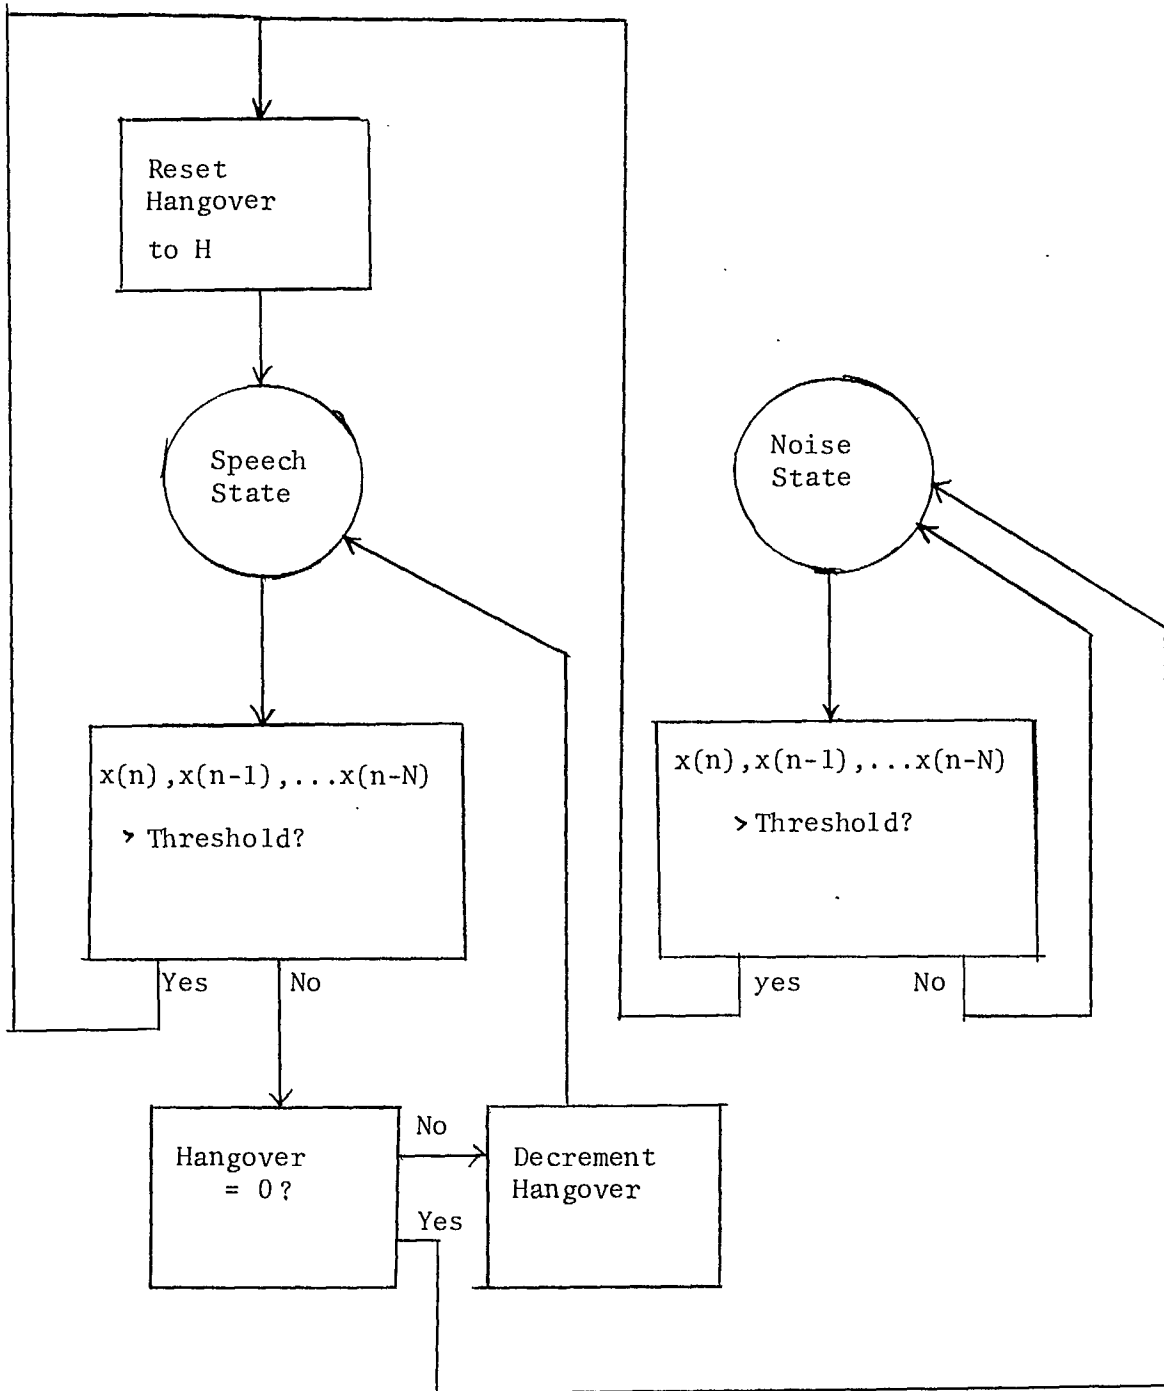 Reset
Hangover
to H
Speech
State
Noise
State
x(n),x(n-1),...x(n-N)
> Threshold?
x(n),x(n-1),...x(n-N)
> Threshold?
Yes
No
yes
No
Hangover
= 0?
No
Yes
Decrement
Hangover